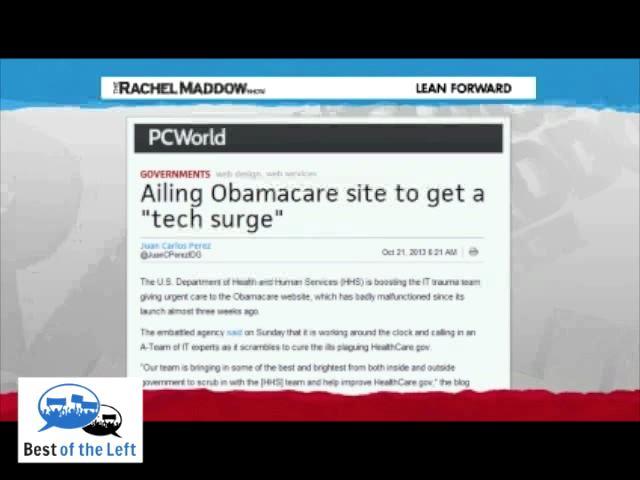 THE RACHEL MADDOW SHOW
LEAN FORWARD
PCWorld
GOVERNMENTS web design, web services
Ailing Obamacare site to get a
"tech surge"
Juan Carlos Perez
@JuanCPerezIDG
Oct 21, 2013 6:21 AM
The U.S. Department of Health and Human Services (HHS) is boosting the IT trauma team
giving urgent care to the Obamacare website, which has badly malfunctioned since its
launch almost three weeks ago.
The embattled agency said on Sunday that it is working around the clock and calling in an
A-Team of IT experts as it scrambles to cure the ills plaguing HealthCare.gov.
"Our team is bringing in some of the best and brightest from both inside and outside
government to scrub in with the [HHS] team and help improve HealthCare.gov," the blog
Best of the Left